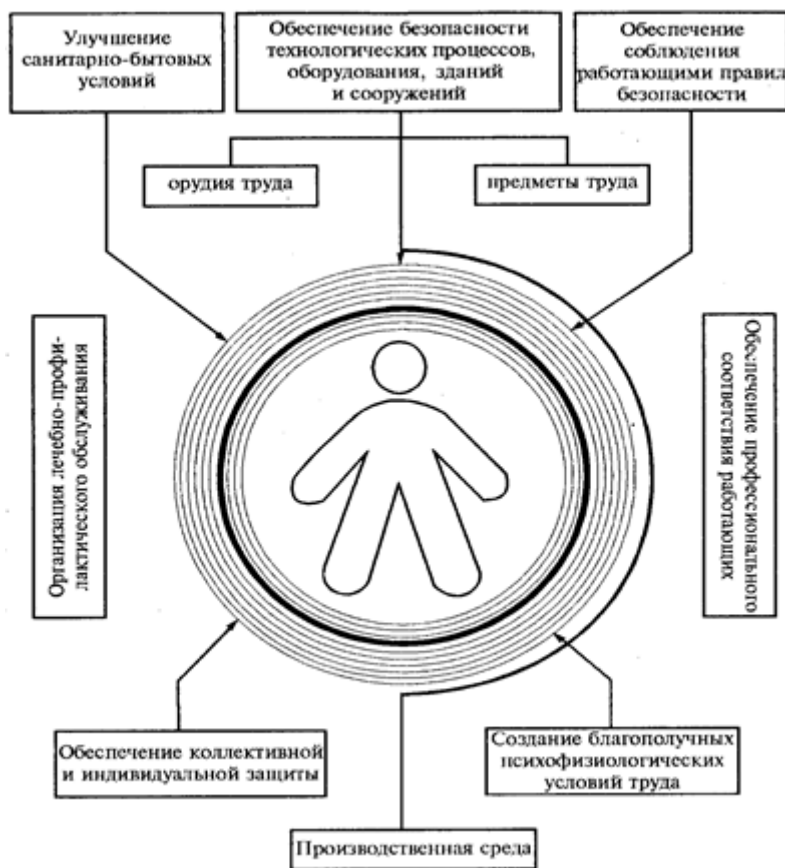 Улучшение
санитарно-бытовых
условий
Обеспечение безопасности
технологических процессов,
оборудования, зданий
и сооружений
Обеспечение
соблюдения
работающими правил
безопасности
орудия труда
предметы труда
Организация лечебно-профи-
лактического обслуживания
Обеспечение профессионального
соответствия работающих
Обеспечение коллективной
и индивидуальной защиты
Создание благополучных
психофизиологических
условий труда
Производственная среда